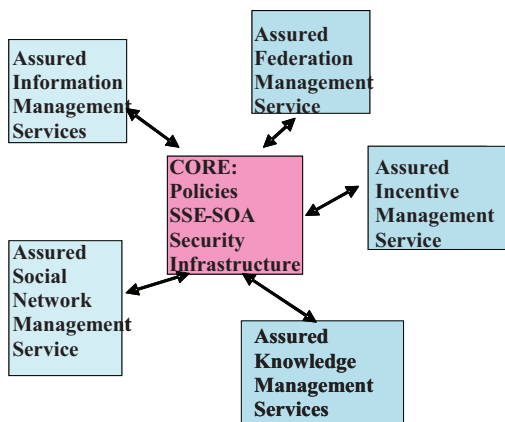 Assured
Information
Management
Services
Assured
Federation
Management
Service
CORE:
Policies
SSE-SOA
Security
Infrastructure
Assured
Incentive
Management
Service
Assured
Social
Network
Management
Service
Assured
Knowledge
Management
Services